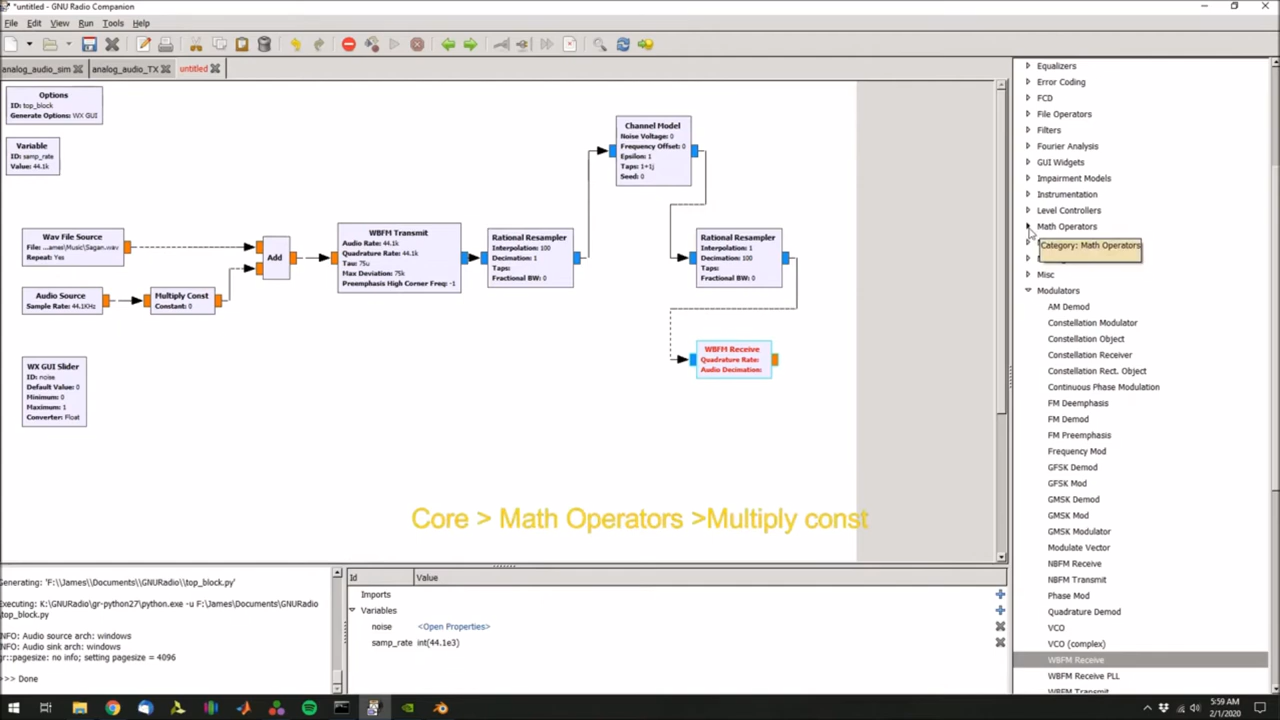 *untitled - GNU Radio Companion
File Edit View Run Tools Help
analog_audio_sim analog_audio_TX untitled
Options
ID: top_block
Generate Options: WX GUI
Variable
ID: samp_rate
Value: 44.1k
Wav File Source
File: ...ames\Music\Sagan.wav
Repeat: Yes
Audio Source
Sample Rate: 44.1KHz
Multiply Const
Constant: 0
Add
WBFM Transmit
Audio Rate: 44.1k
Quadrature Rate: 44.1k
Tau: 75u
Max Deviation: 75k
Preemphasis High Corner Freq: -1
Rational Resampler
Interpolation: 100
Decimation: 1
Taps:
Fractional BW: 0
Channel Model
Noise Voltage: 0
Frequency Offset: 0
Epsilon: 1
Taps: 1+1j
Seed: 0
Rational Resampler
Interpolation: 1
Decimation: 100
Taps:
Fractional BW: 0
WBFM Receive
Quadrature Rate:
Audio Decimation:
WX GUI Slider
ID: noise
Default Value: 0
Minimum: 0
Maximum: 1
Converter: Float
Core > Math Operators >Multiply const
Equalizers
Error Coding
FCD
File Operators
Filters
Fourier Analysis
GUI Widgets
Impairment Models
Instrumentation
Level Controllers
Math Operators
Category: Math Operators
Misc
Modulators
AM Demod
Constellation Modulator
Constellation Object
Constellation Receiver
Constellation Rect. Object
Continuous Phase Modulation
FM Deemphasis
FM Demod
FM Preemphasis
Frequency Mod
GFSK Demod
GFSK Mod
GMSK Demod
GMSK Mod
GMSK Modulator
Modulate Vector
NBFM Receive
NBFM Transmit
Phase Mod
Quadrature Demod
VCO
VCO (complex)
WBFM Receive
WBFM Receive PLL
WBFM Transmit
Generating: 'F:\\James\\Documents\\GNURadio\\top_block.py'
Executing: K:\GNURadio\gr-python27\python.exe -u F:\James\Documents\GNURadio
\top_block.py
INFO: Audio source arch: windows
INFO: Audio sink arch: windows
gr::pagesize: no info; setting pagesize = 4096
>>> Done
Id Value
Imports
Variables
noise <Open Properties>
samp_rate int(44.1e3)
5:59 AM
2/1/2020